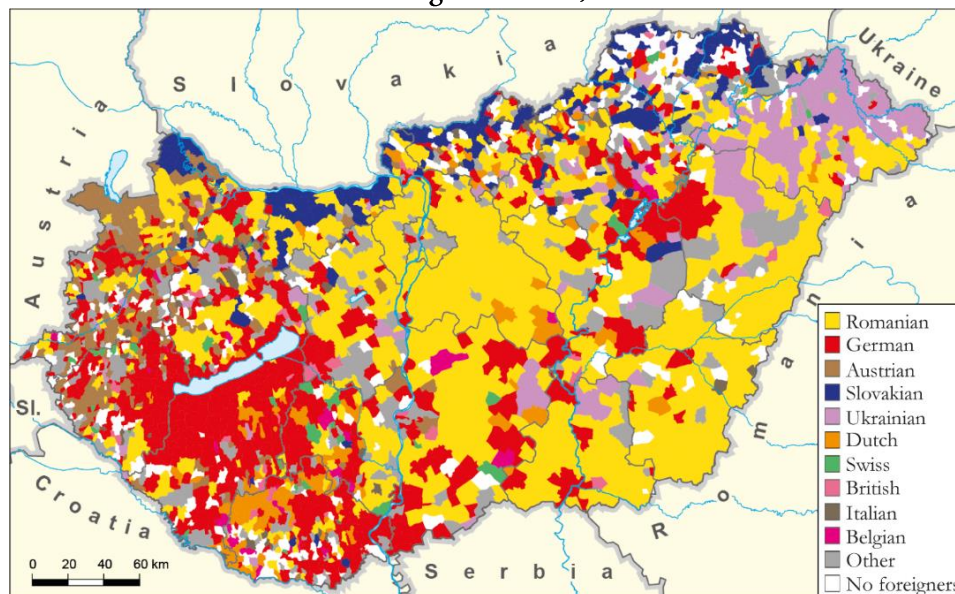 Slovakia
Ukraine
Austria
Sl.
Croatia
Serbia
Romania
0 20 40 60 km
Romanian
German
Austrian
Slovakian
Ukrainian
Dutch
Swiss
British
Italian
Belgian
Other
No foreigners